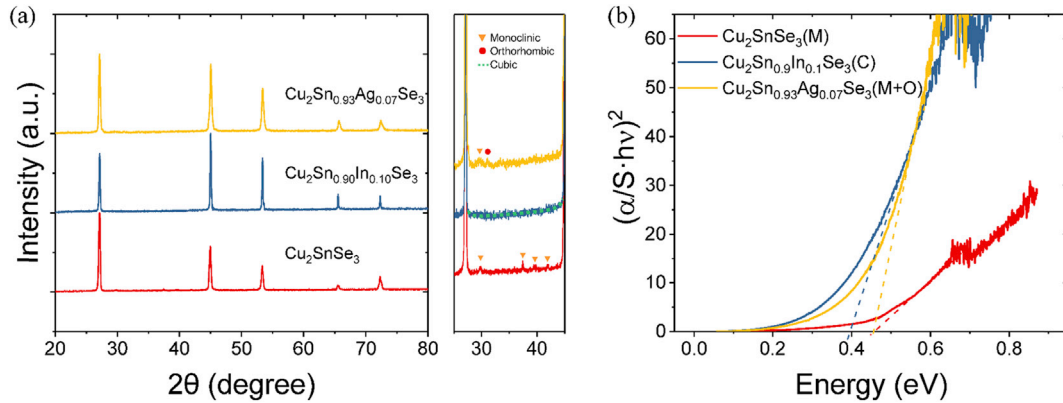 (a)
Intensity (a.u.)
Cu₂Sn₀.₉₃Ag₀.₀₇Se₃
Cu₂Sn₀.₉₀In₀.₁₀Se₃
Cu₂SnSe₃
20 30 40 50 60 70 80
2θ (degree)
Monoclinic
Orthorhombic
Cubic
30 40
(b)
(α/S·hν)²
60
50
40
30
20
10
0
Cu₂SnSe₃(M)
Cu₂Sn₀.₉In₀.₁Se₃(C)
Cu₂Sn₀.₉₃Ag₀.₀₇Se₃(M+O)
0.0 0.2 0.4 0.6 0.8
Energy (eV)